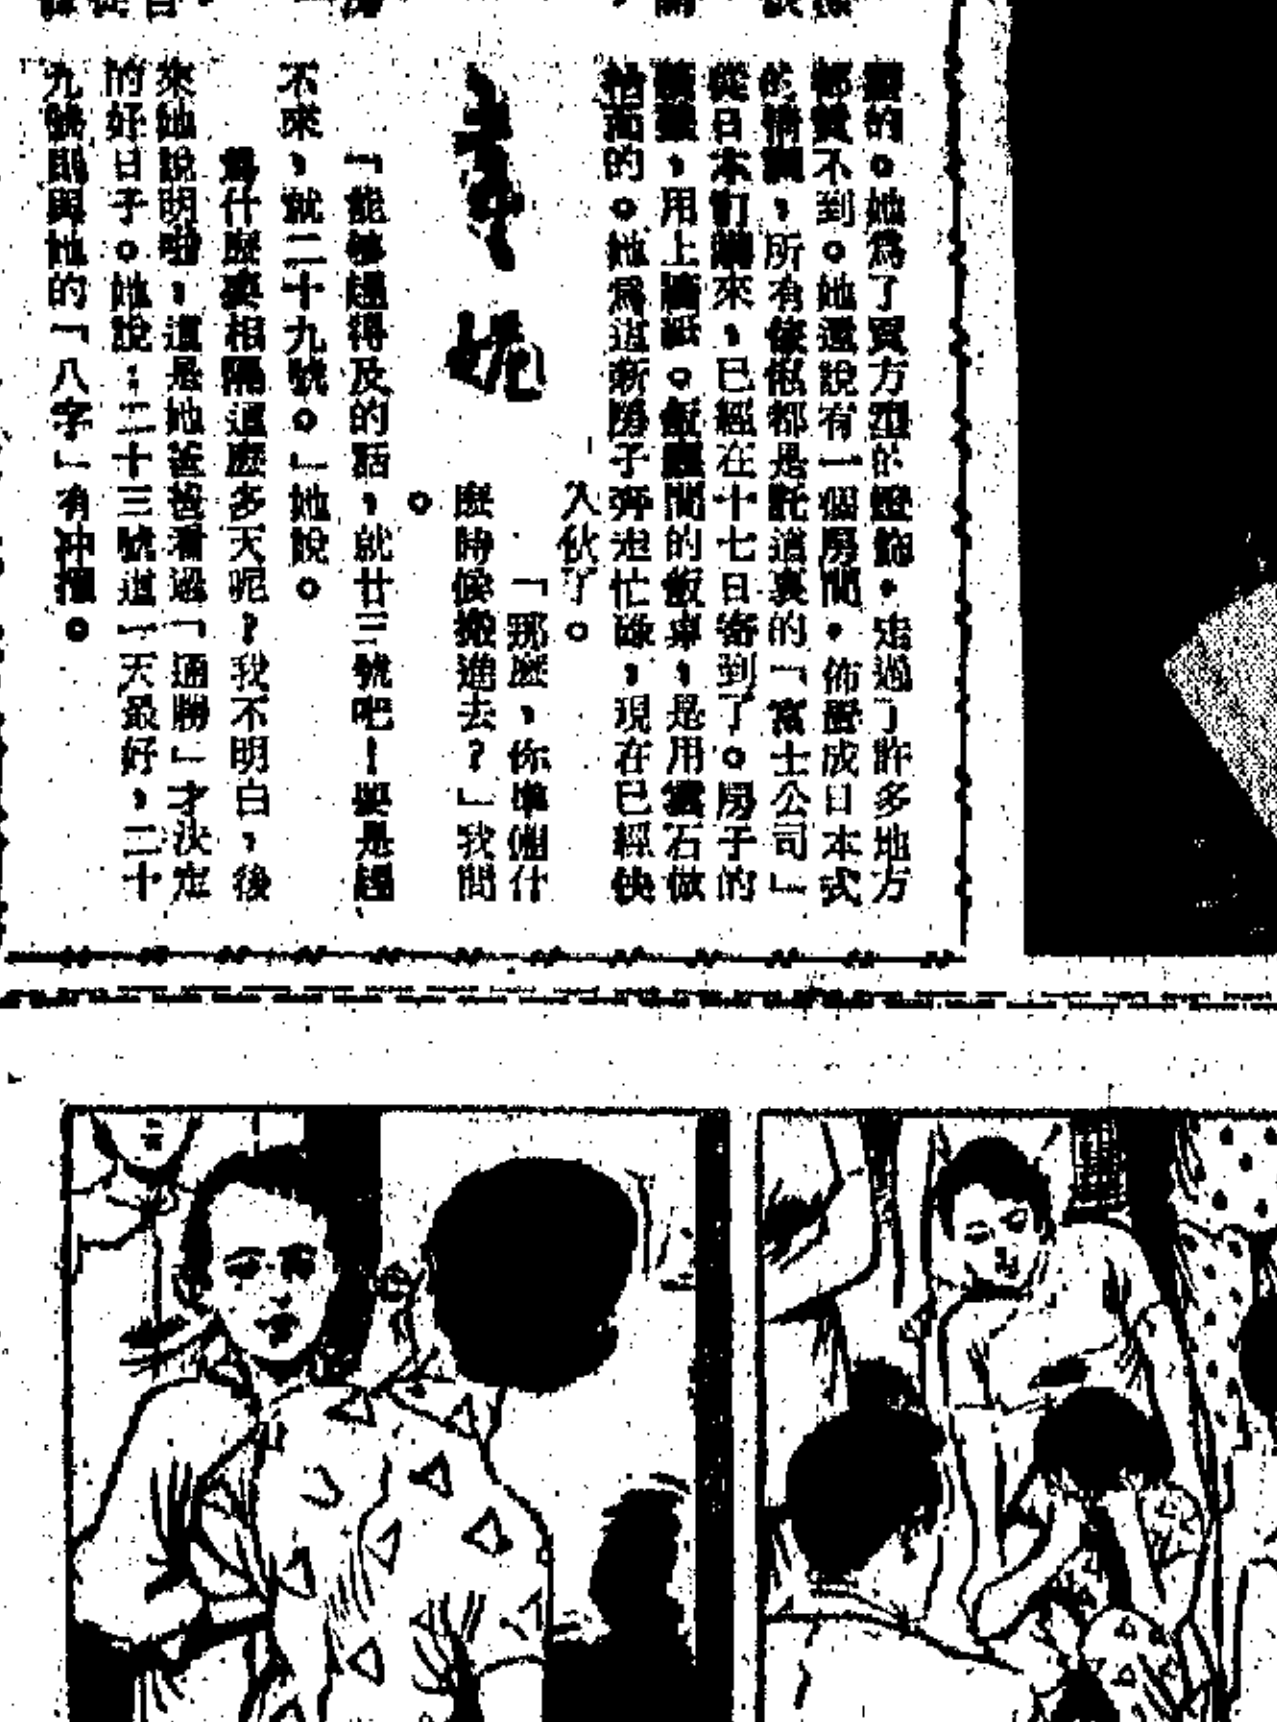 的。她為了買方型的燈飾，走過了許多地方
都買不到。她還說有一個房間，佈置成日本式
的情調，所有傢俬都是託這裏的「富士公司」
從日本訂購來，已經在十七日寄到了。房子的
牆壁，用上牆紙。飯廳間的飯桌，是用雲石做
枱面的。她為這新房子奔走忙碌，現在已經快
入伙了。
「那麼，你準備什
麼時候搬進去？」我問
。
「能夠趕得及的話，就廿三號吧！要是趕
不來，就二十九號。」她說。
為什麼要相隔這麼多天呢？我不明白，後
來她說明啦，這是她爸爸看過「通勝」才決定
的好日子。她說：二十三號這一天最好，二十
九號則與她的「八字」有冲撞。